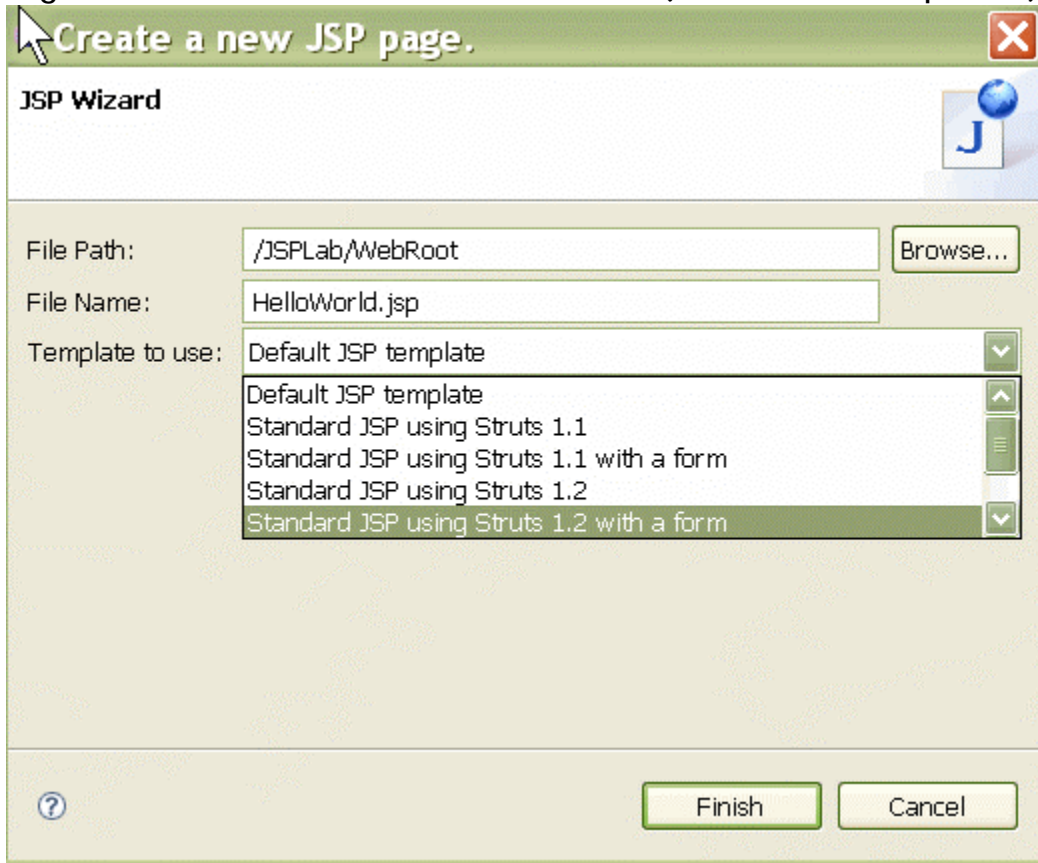 Create a new JSP page.
JSP Wizard
J
File Path: /JSPLab/WebRoot Browse...
File Name: HelloWorld.jsp
Template to use: Default JSP template
Default JSP template
Standard JSP using Struts 1.1
Standard JSP using Struts 1.1 with a form
Standard JSP using Struts 1.2
Standard JSP using Struts 1.2 with a form
? Finish Cancel